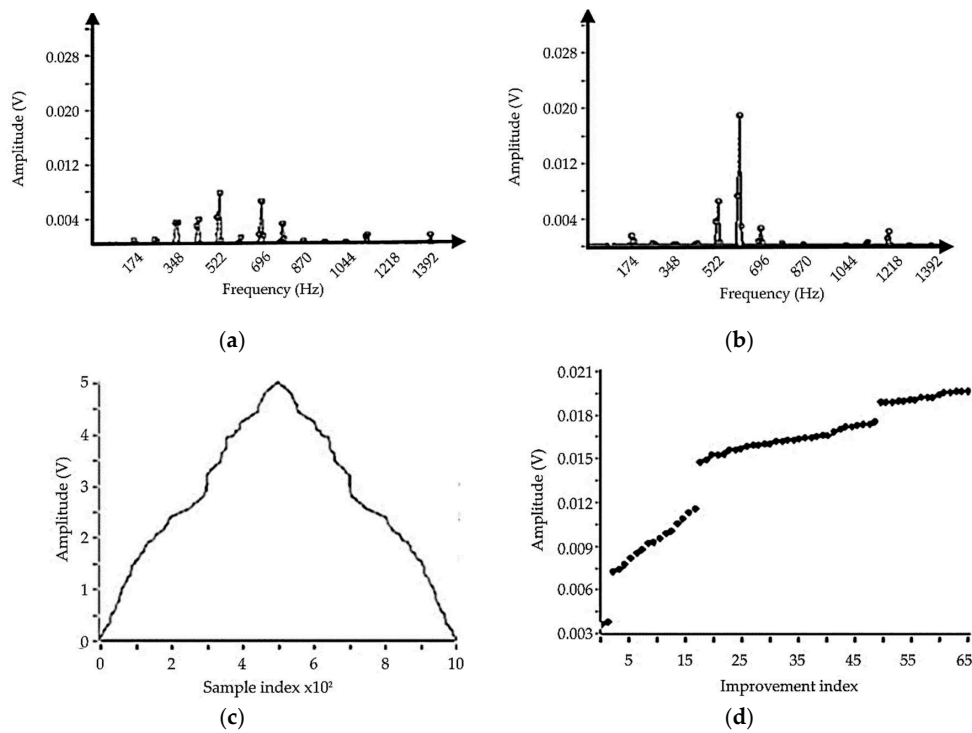 Amplitude (V)
0.028
0.020
0.012
0.004
174 348 522 696 870 1044 1218 1392
Frequency (Hz)
(a)
Amplitude (V)
0.028
0.020
0.012
0.004
174 348 522 696 870 1044 1218 1392
Frequency (Hz)
(b)
Amplitude (V)
5
4
3
2
1
0
0 2 4 6 8 10
Sample index x10²
(c)
Amplitude (V)
0.021
0.018
0.015
0.012
0.009
0.006
0.003
5 15 25 35 45 55 65
Improvement index
(d)